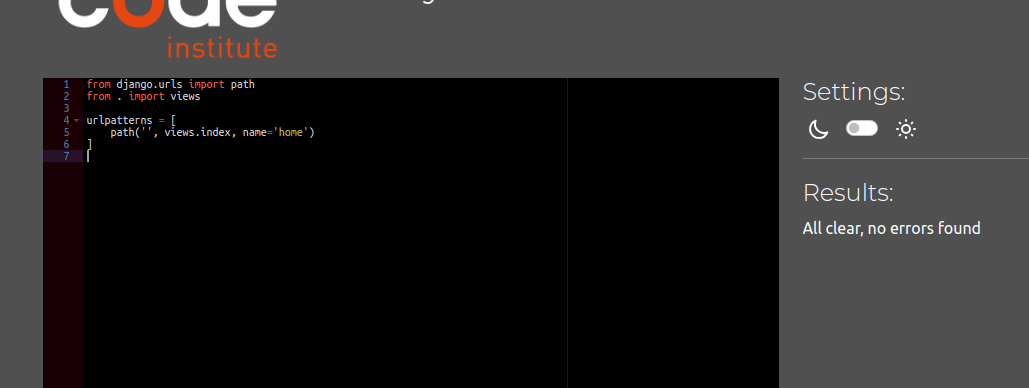 code
institute
1 from django.urls import path
2 from . import views
3
4 urlpatterns = [
5     path('', views.index, name='home')
6 ]
7
Settings:
Results:
All clear, no errors found